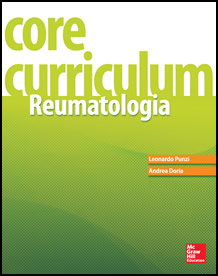 core
curriculum
Reumatologia
Leonardo Punzi
Andrea Doria
Mc
Graw
Hill
Education